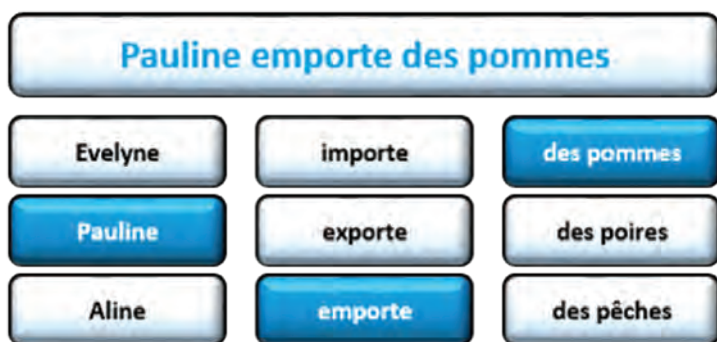 Pauline emporte des pommes
Evelyne importe des pommes
Pauline exporte des poires
Aline emporte des pêches